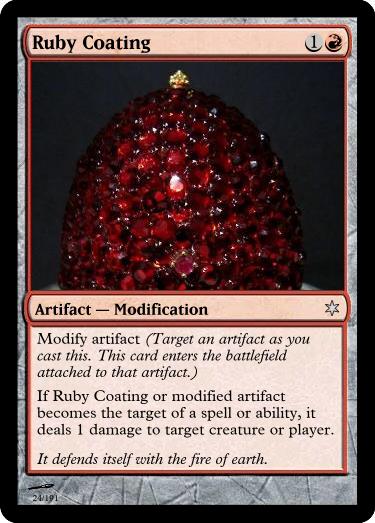 Ruby Coating 1
Artifact — Modification
Modify artifact (Target an artifact as you
cast this. This card enters the battlefield
attached to that artifact.)
If Ruby Coating or modified artifact
becomes the target of a spell or ability, it
deals 1 damage to target creature or player.
It defends itself with the fire of earth.
24/191